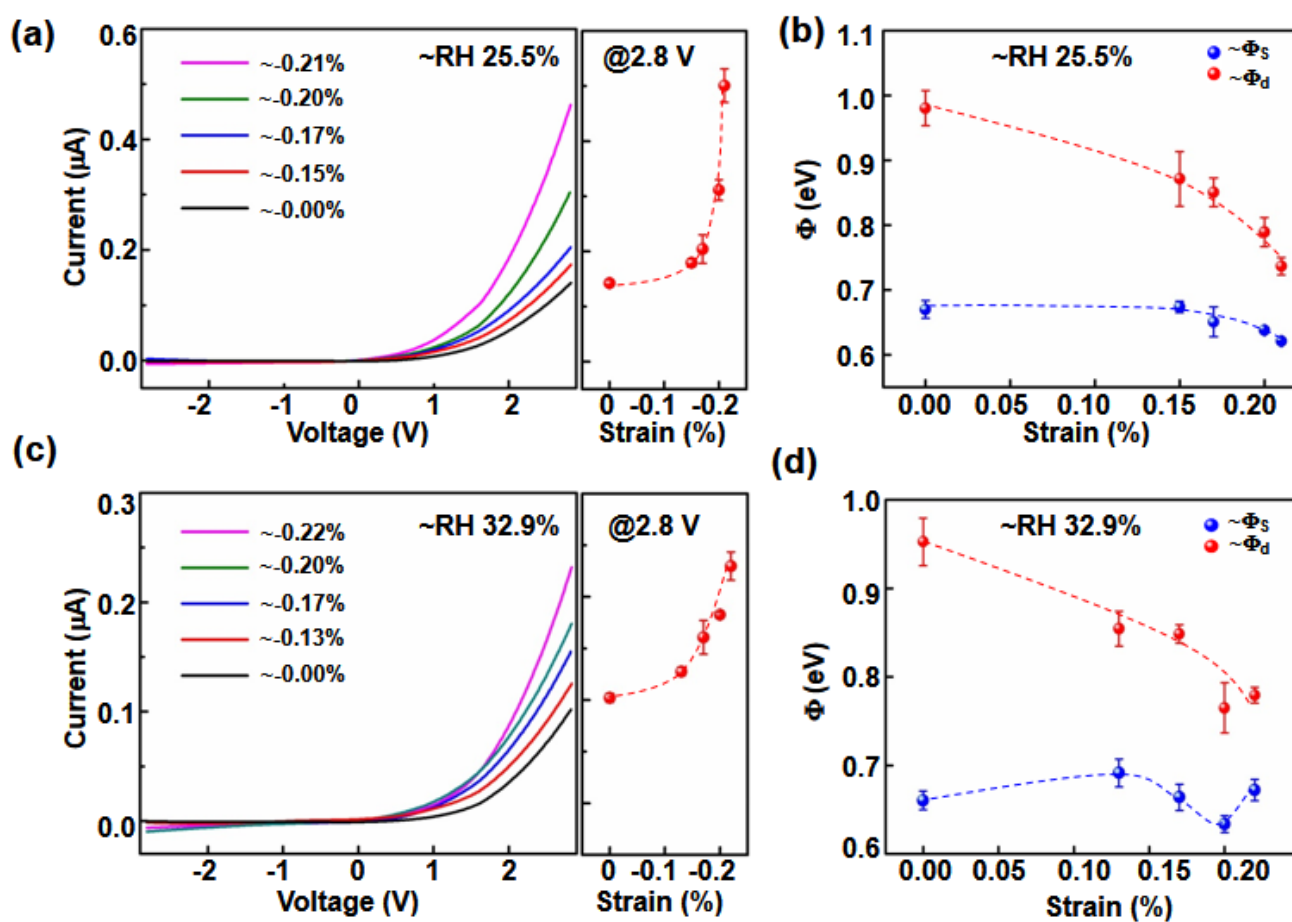 (a)
0.6
0.4
0.2
0.0
Current (μA)
~-0.21%
~-0.20%
~-0.17%
~-0.15%
~-0.00%
~RH 25.5%
-2 -1 0 1 2
Voltage (V)
@2.8 V
0 -0.1 -0.2
Strain (%)
(b)
1.1
1.0
0.9
0.8
0.7
0.6
Φ (eV)
~RH 25.5%
~Φs
~Φd
0.00 0.05 0.10 0.15 0.20
Strain (%)
(c)
0.3
0.2
0.1
0.0
Current (μA)
~-0.22%
~-0.20%
~-0.17%
~-0.13%
~-0.00%
~RH 32.9%
-2 -1 0 1 2
Voltage (V)
@2.8 V
0 -0.1 -0.2
Strain (%)
(d)
1.0
0.9
0.8
0.7
0.6
Φ (eV)
~RH 32.9%
~Φs
~Φd
0.00 0.05 0.10 0.15 0.20
Strain (%)